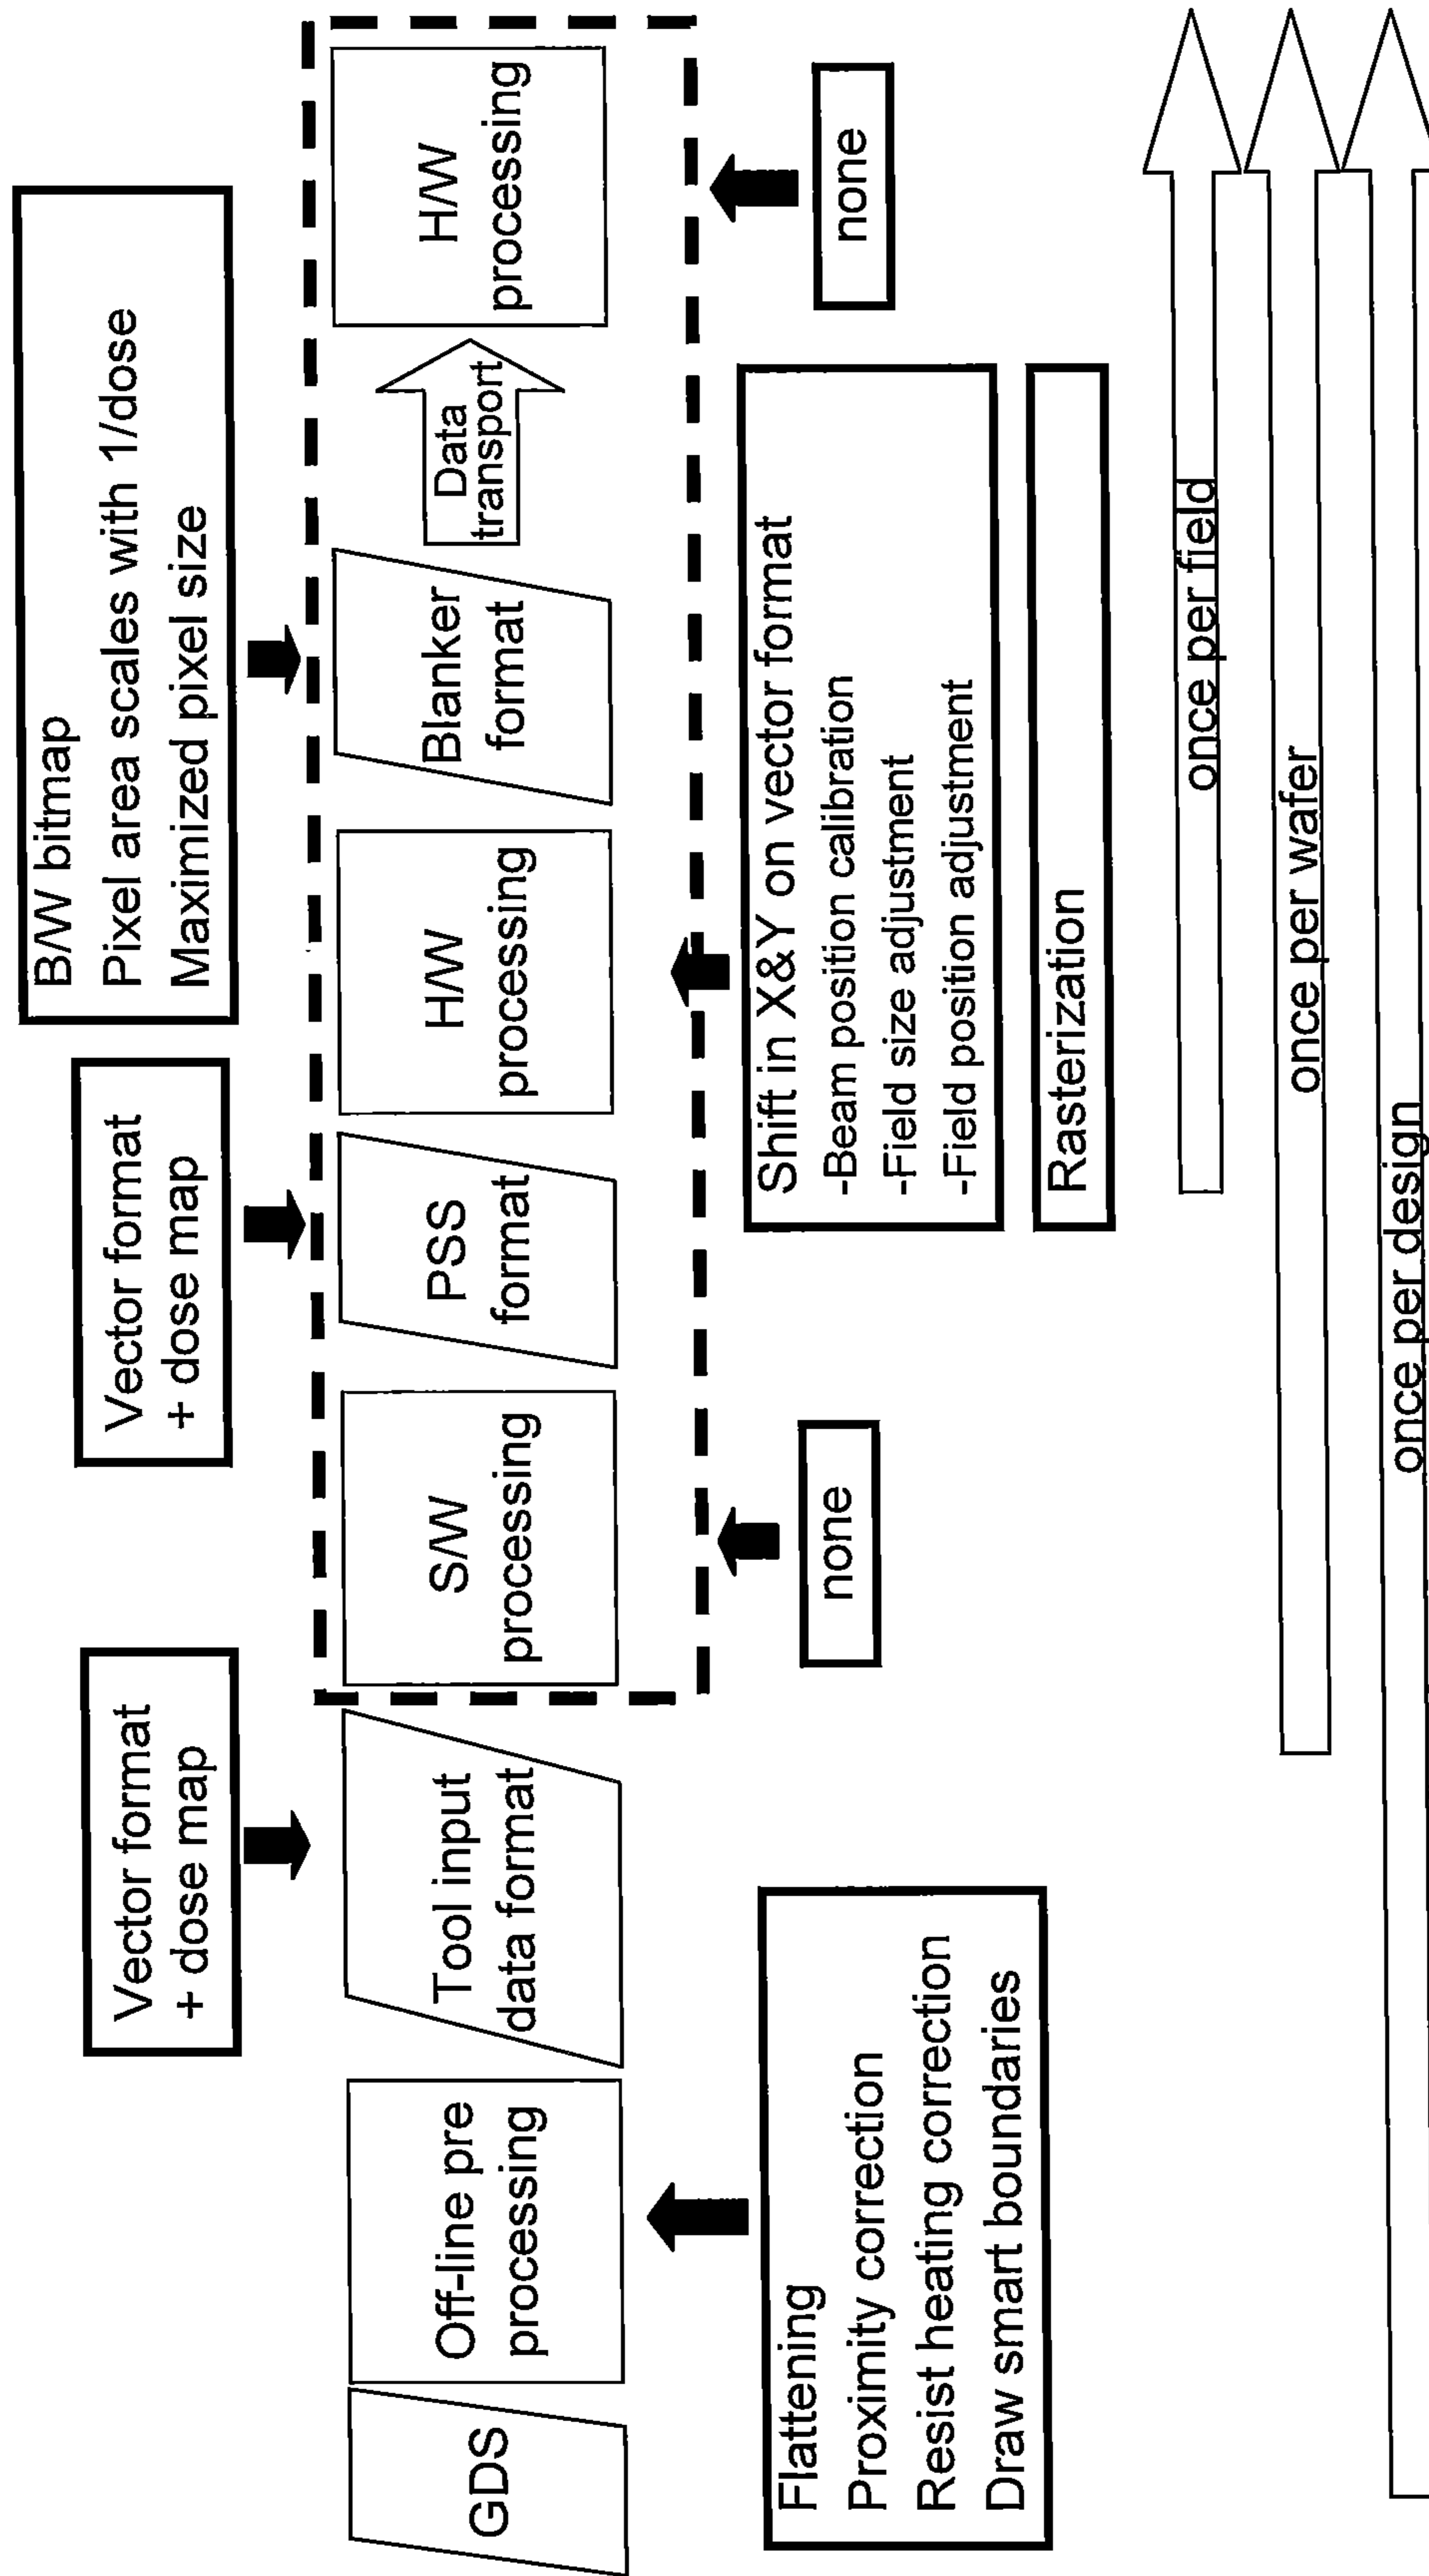 Vector format
+ dose map
Vector format
+ dose map
B/W bitmap
Pixel area scales with 1/dose
Maximized pixel size
GDS
Off-line pre
processing
Tool input
data format
S/W
processing
PSS
format
H/W
processing
Blanker
format
Data
transport
H/W
processing
Flattening
Proximity correction
Resist heating correction
Draw smart boundaries
none
Shift in X&Y on vector format
-Beam position calibration
-Field size adjustment
-Field position adjustment
Rasterization
none
once per field
once per wafer
once per design